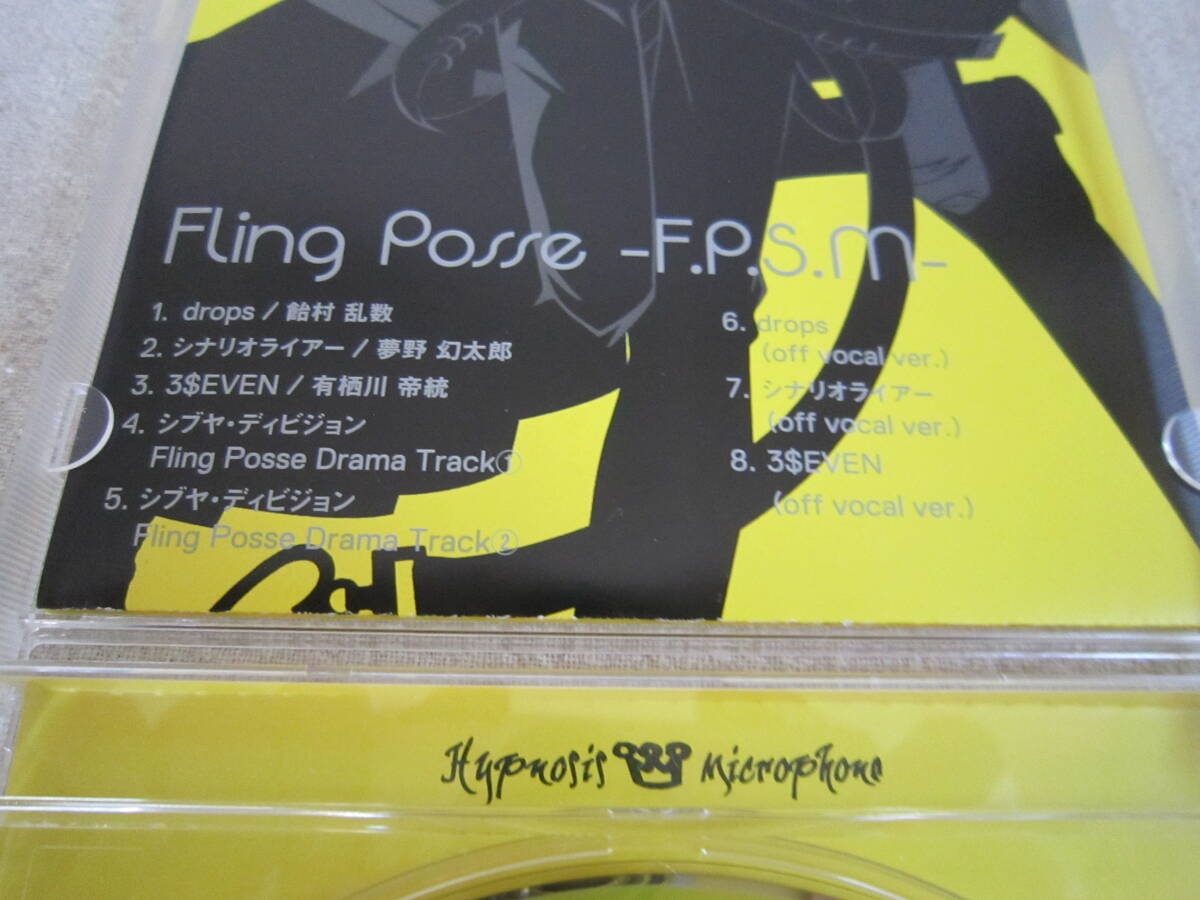 Fling Posse -F.P.S.M-
1. drops / 飴村 乱数
2. シナリオライアー / 夢野 幻太郎
3. 3$EVEN / 有栖川 帝統
4. シブヤ・ディビジョン
Fling Posse Drama Track①
5. シブヤ・ディビジョン
Fling Posse Drama Track②
6. drops
(off vocal ver.)
7. シナリオライアー
(off vocal ver.)
8. 3$EVEN
(off vocal ver.)
Hypnosis Microphone